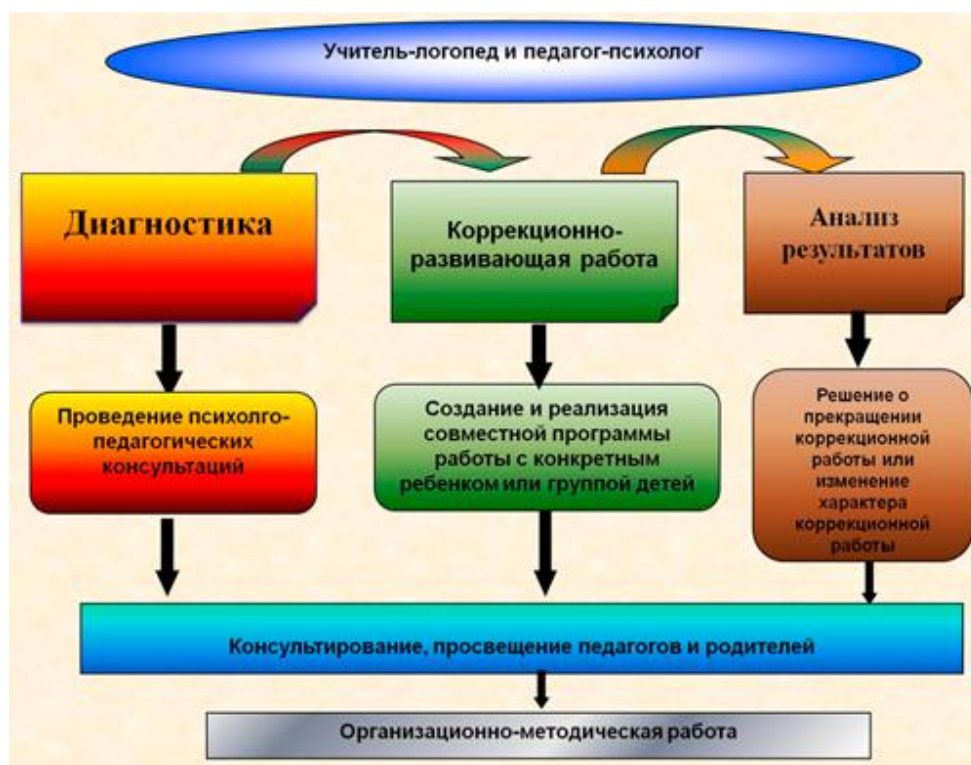 Учитель-логопед и педагог-психолог
Диагностика
Коррекционно-
развивающая работа
Анализ
результатов
Проведение психолго-
педагогических
консультаций
Создание и реализация
совместной программы
работы с конкретным
ребенком или группой детей
Решение о
прекращении
коррекционной
работы или
изменение
характера
коррекционной
работы
Консультирование, просвещение педагогов и родителей
Организационно-методическая работа